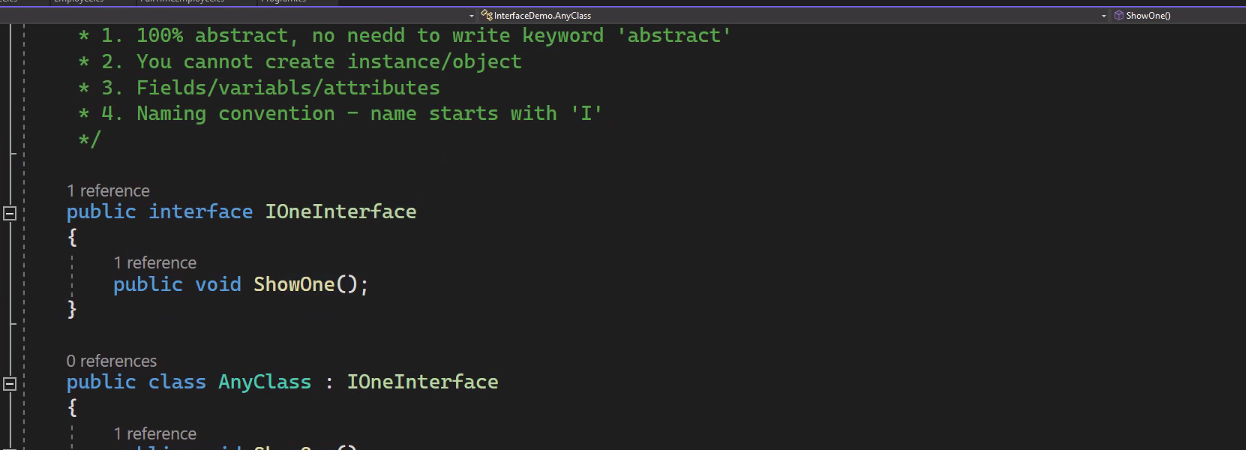 InterfaceDemo.AnyClass ShowOne()
* 1. 100% abstract, no needd to write keyword 'abstract'
* 2. You cannot create instance/object
* 3. Fields/variabls/attributes
* 4. Naming convention - name starts with 'I'
*/
1 reference
public interface IOneInterface
{
1 reference
public void ShowOne();
}
0 references
public class AnyClass : IOneInterface
{
1 reference